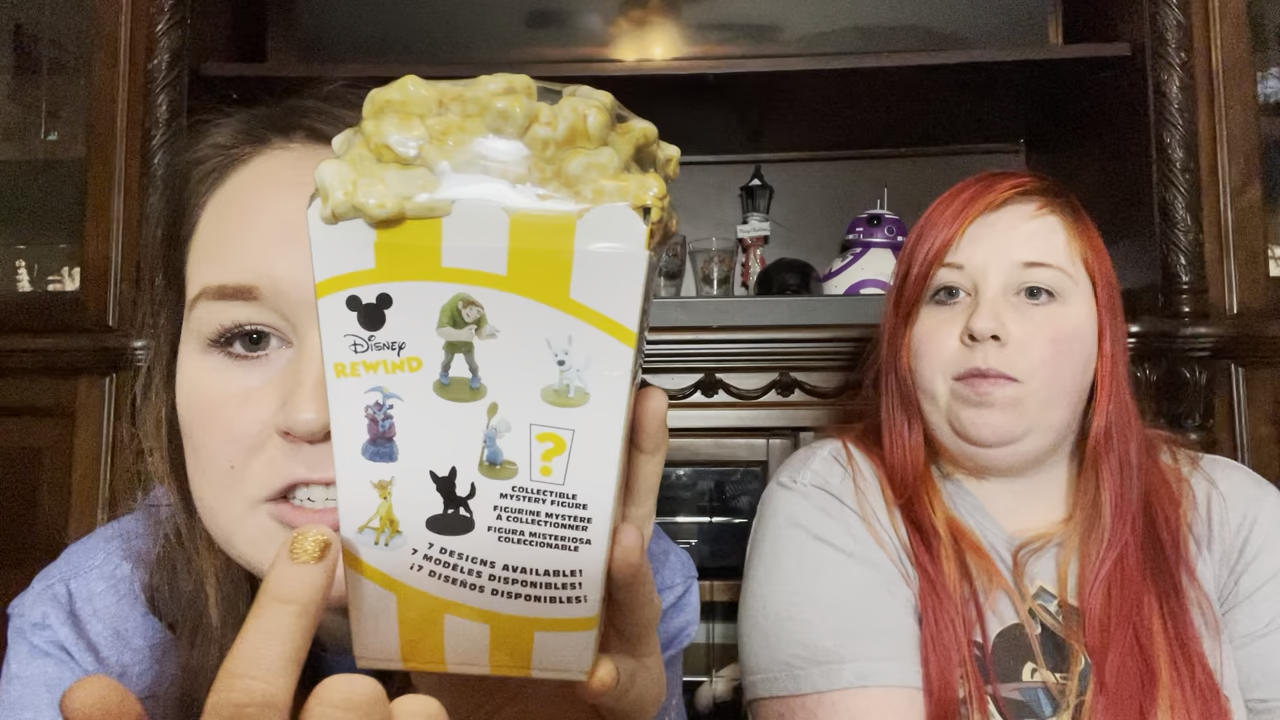 Disney
REWIND
?
COLLECTIBLE
MYSTERY FIGURE
FIGURINE MYSTÈRE
À COLLECTIONNER
FIGURA MISTERIOSA
COLECCIONABLE
7 DESIGNS AVAILABLE!
7 MODÈLES DISPONIBLES!
¡7 DISEÑOS DISPONIBLES!